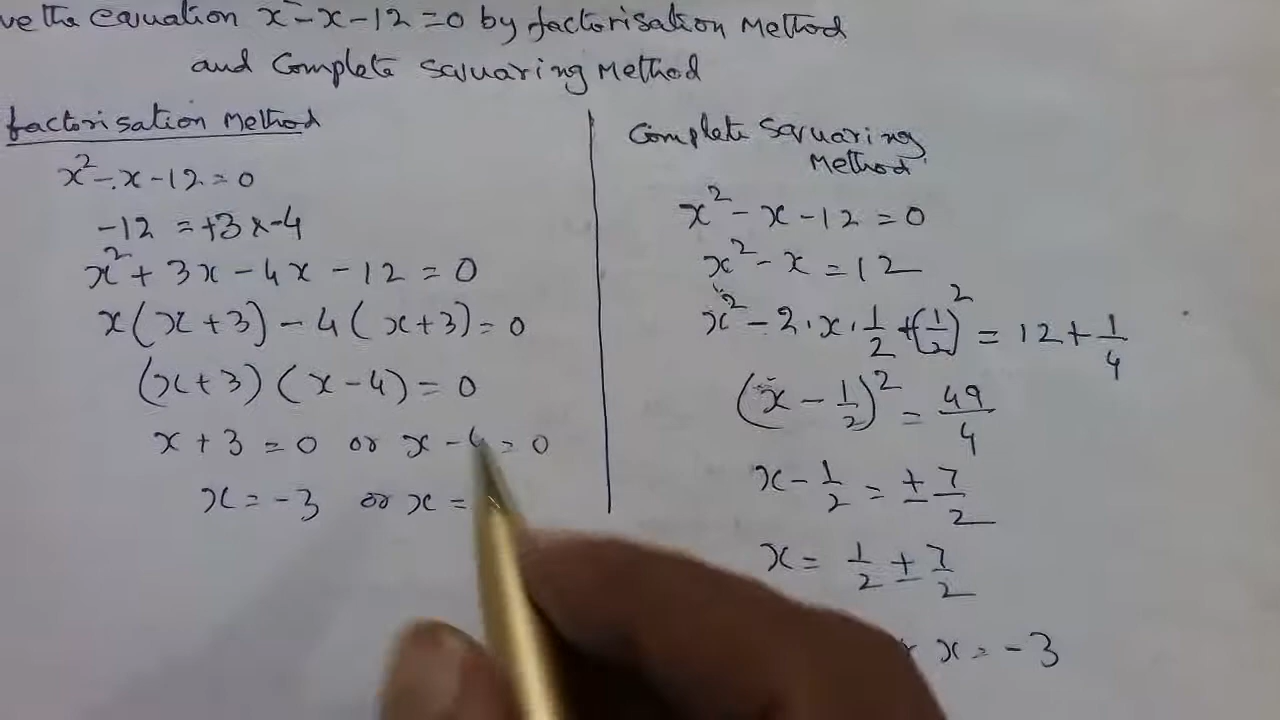 ve the equation x² - x - 12 = 0 by factorisation Method
and Complete Squaring Method
factorisation Method
x² - x - 12 = 0
-12 = +3 x -4
x² + 3x - 4x - 12 = 0
x(x+3) - 4(x+3) = 0
(x+3)(x-4) = 0
x + 3 = 0 or x - 4 = 0
x = -3 or x =
Complete Squaring
Method
x² - x - 12 = 0
x² - x = 12
x² - 2·x·1/2 + (1/2)² = 12 + 1/4
(x - 1/2)² = 49/4
x - 1/2 = ± 7/2
x = 1/2 ± 7/2
x = -3